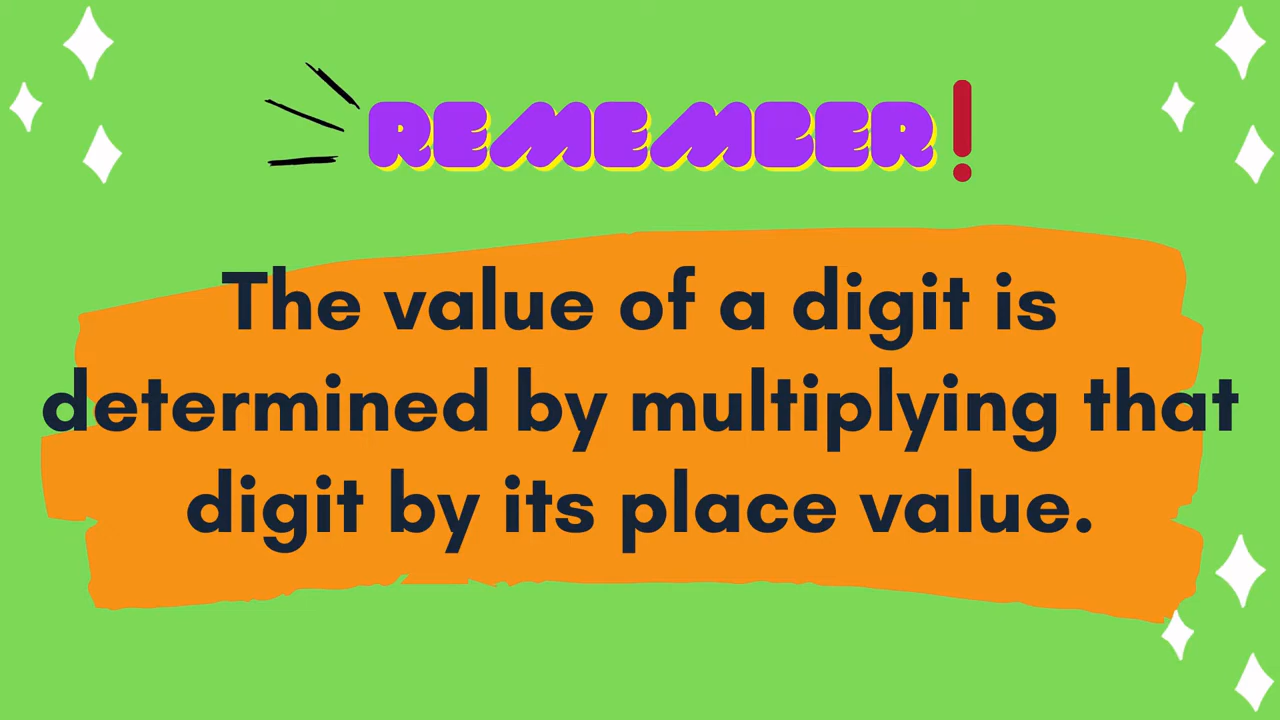 REMEMBER!
The value of a digit is
determined by multiplying that
digit by its place value.